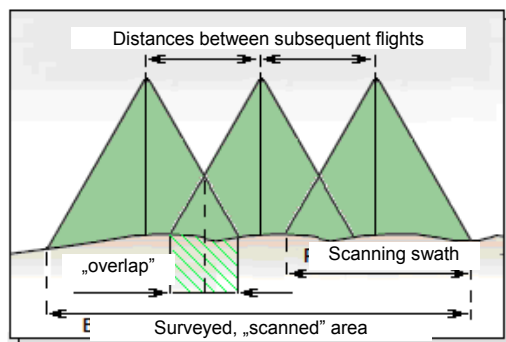 Distances between subsequent flights
„overlap”
Scanning swath
Surveyed, „scanned” area